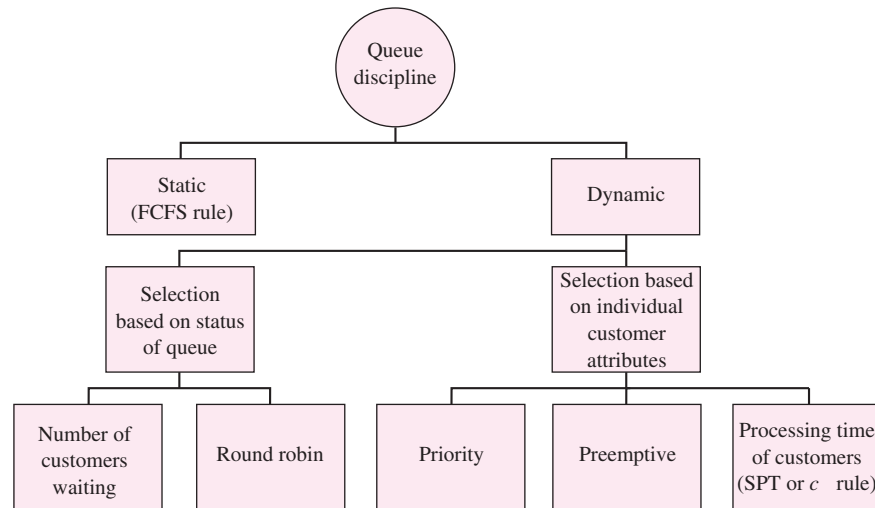 Queue
discipline
Static
(FCFS rule)
Dynamic
Selection
based on status
of queue
Selection based
on individual
customer
attributes
Number of
customers
waiting
Round robin
Priority
Preemptive
Processing time
of customers
(SPT or c rule)